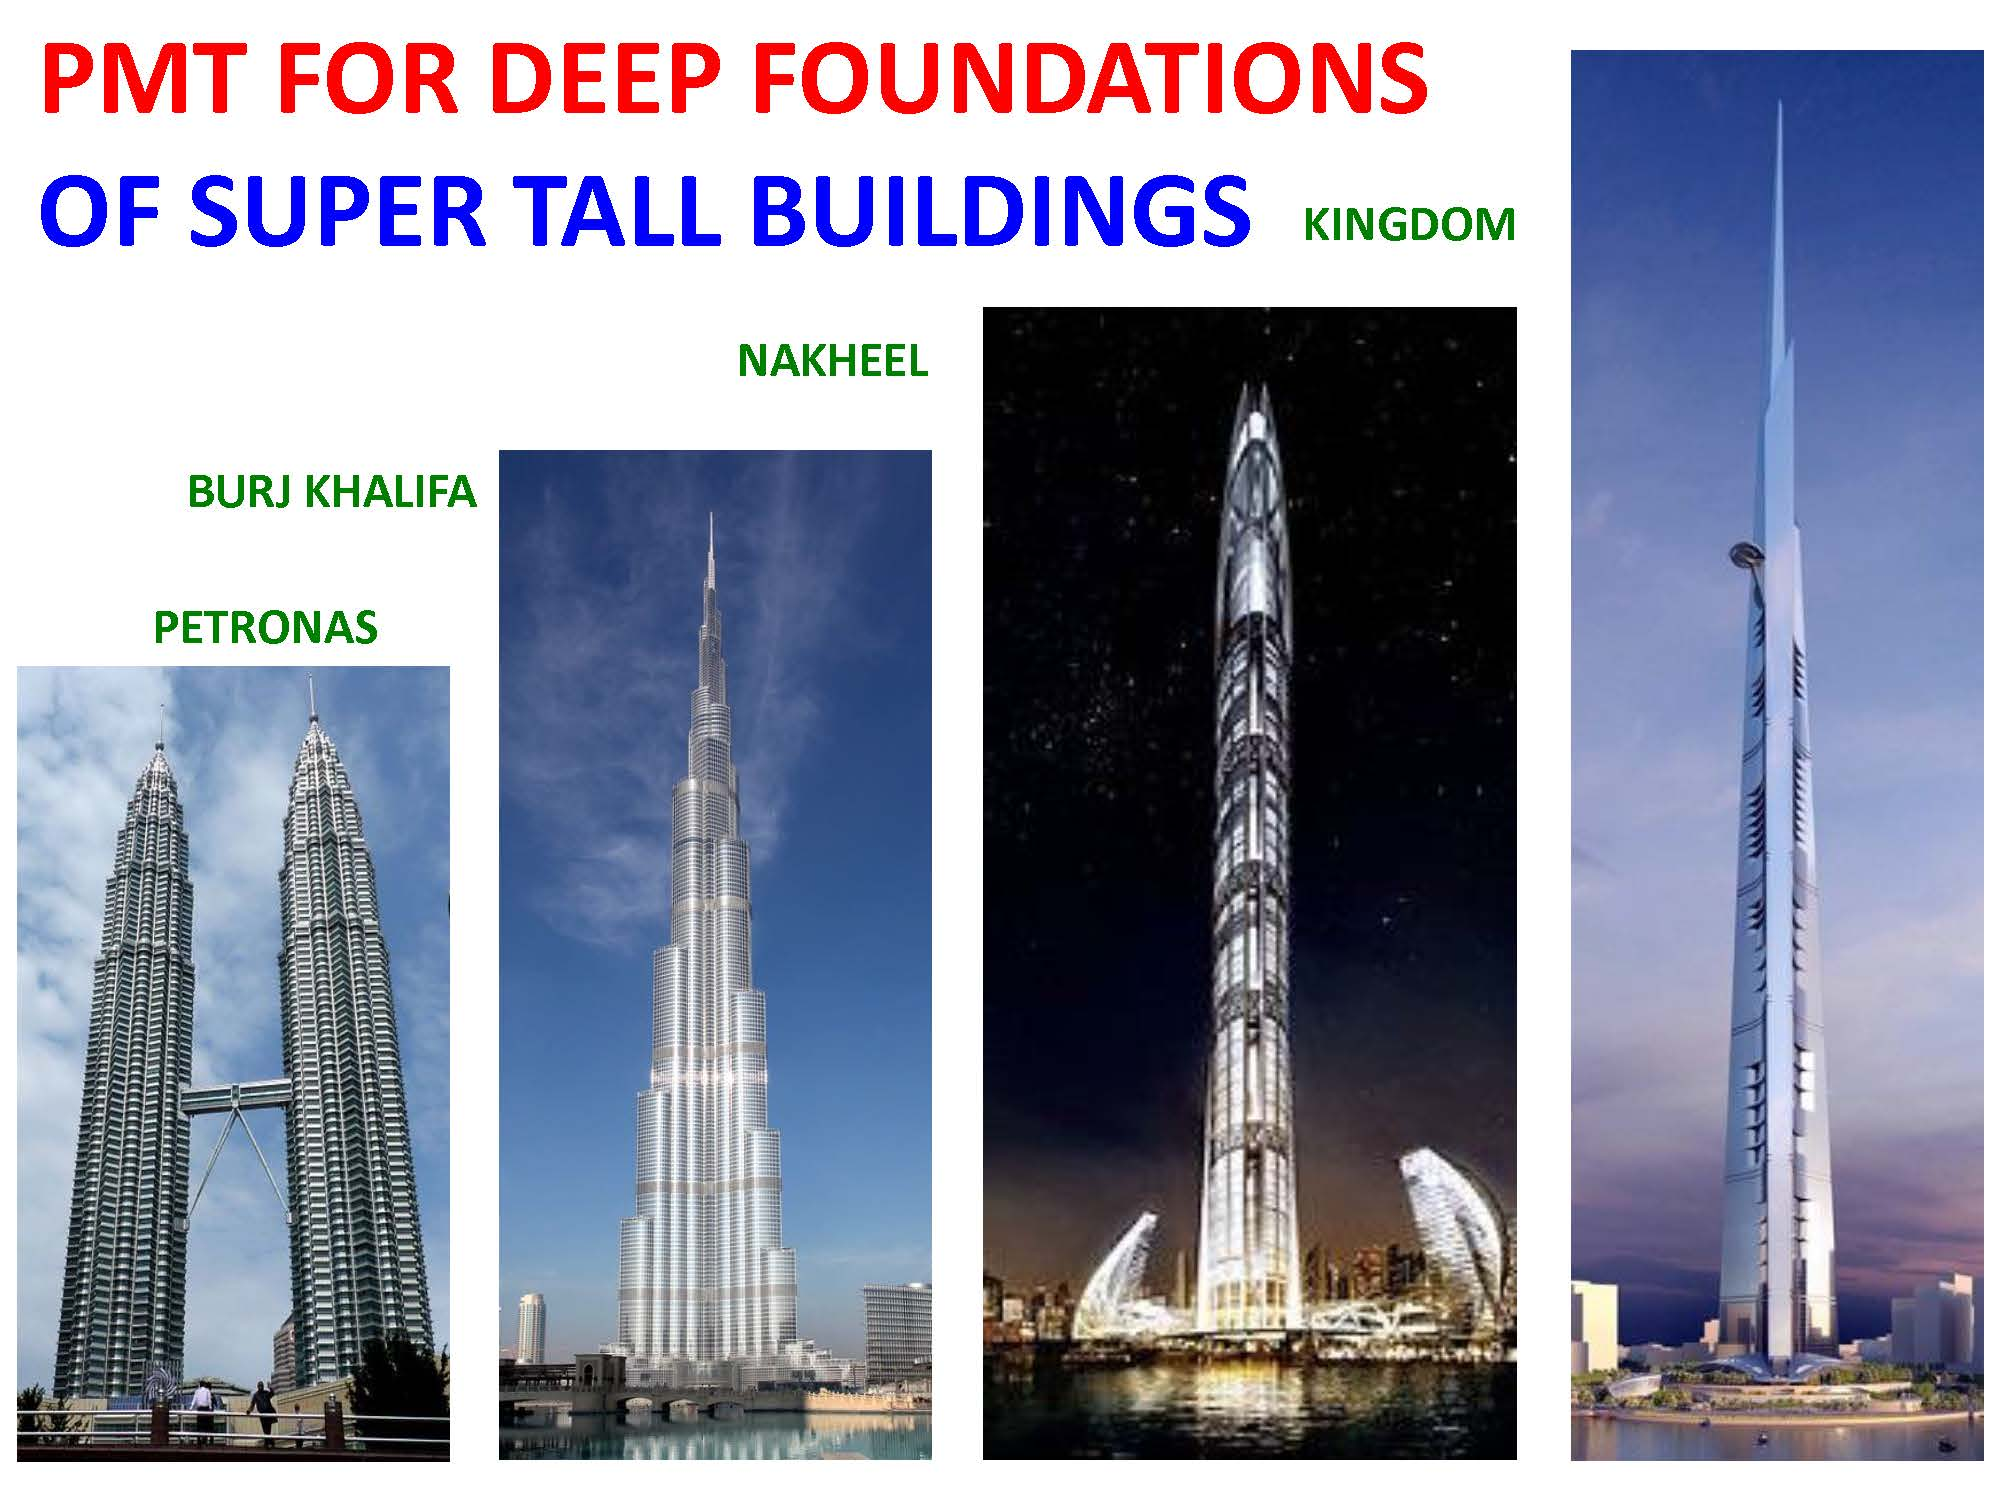 PMT FOR DEEP FOUNDATIONS
OF SUPER TALL BUILDINGS
KINGDOM
NAKHEEL
BURJ KHALIFA
PETRONAS